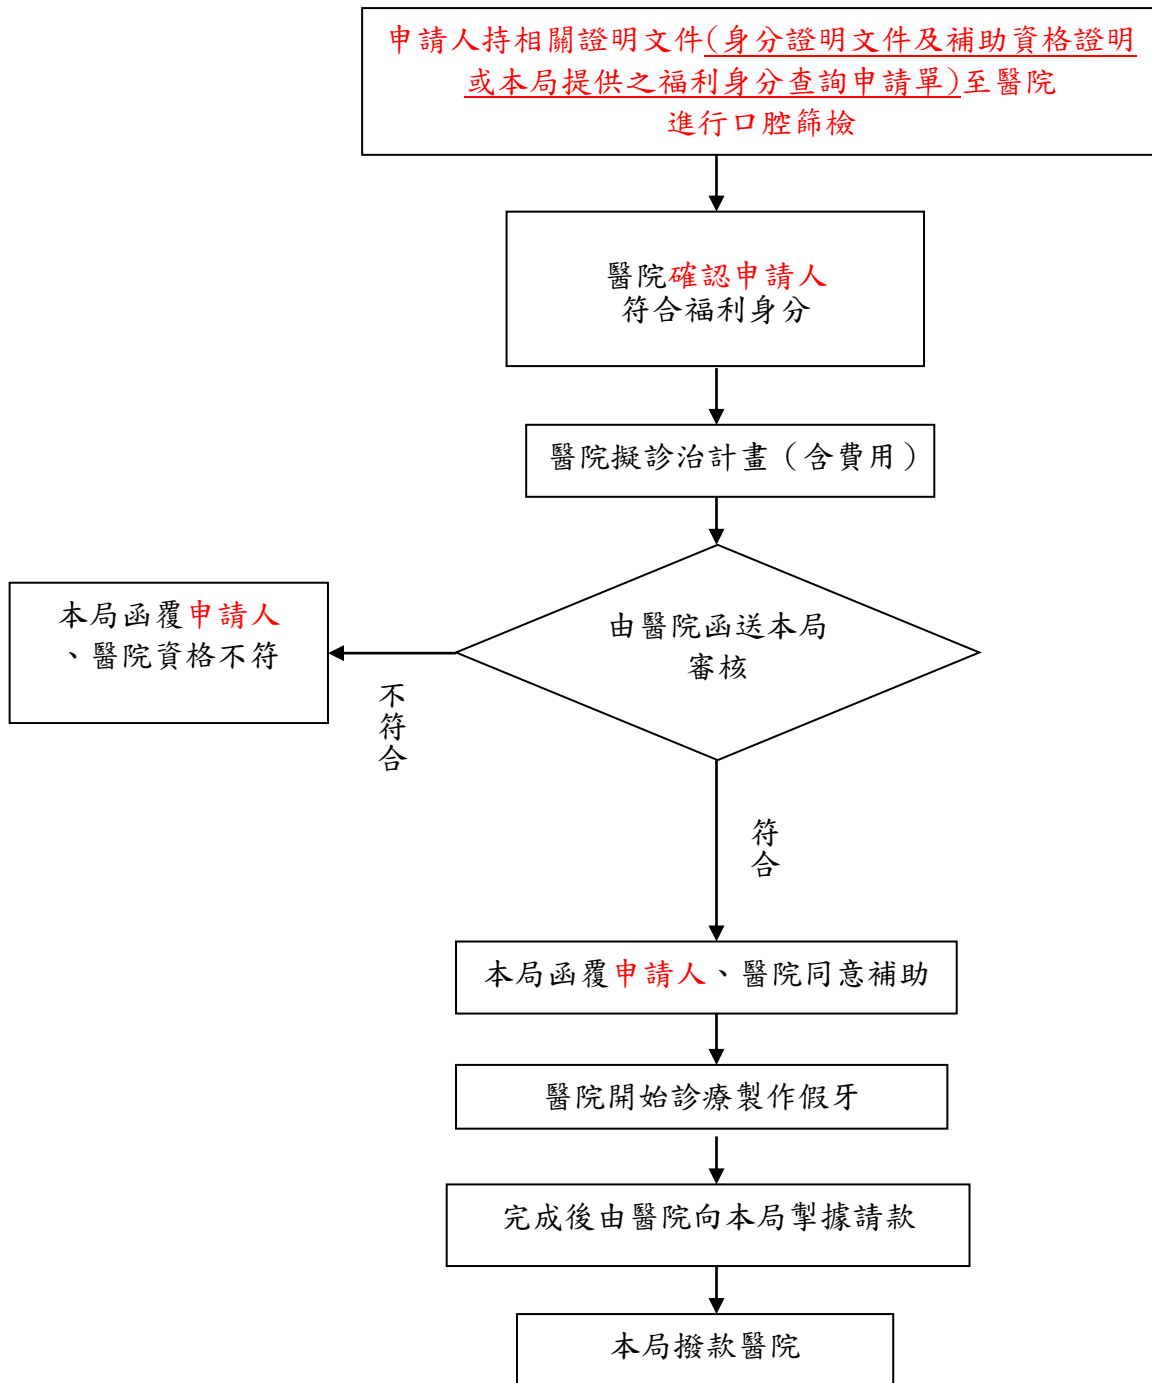 申請人持相關證明文件(身分證明文件及補助資格證明
或本局提供之福利身分查詢申請單)至醫院
進行口腔篩檢
醫院確認申請人
符合福利身分
醫院擬診治計畫（含費用）
由醫院函送本局
審核
本局函覆申請人
、醫院資格不符
不符合
符合
本局函覆申請人、醫院同意補助
醫院開始診療製作假牙
完成後由醫院向本局掣據請款
本局撥款醫院